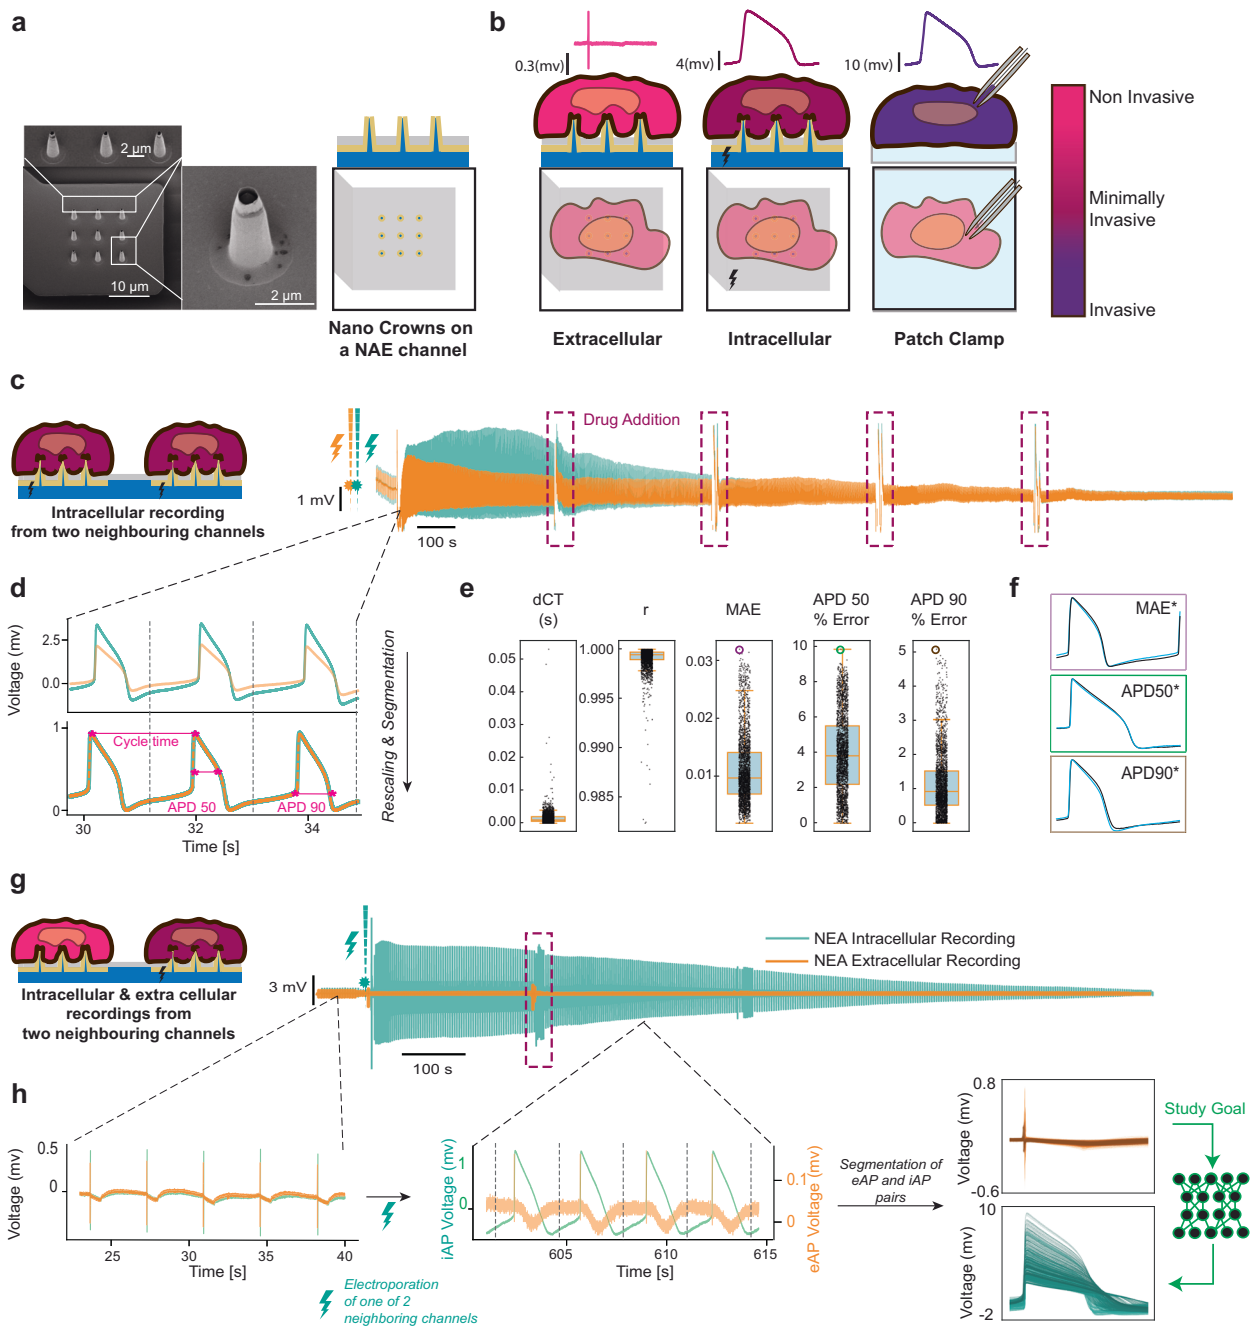 a
2 µm
10 µm
2 µm
Nano Crowns on
a NAE channel
b
0.3(mv)
4(mv)
10 (mv)
Extracellular
Intracellular
Patch Clamp
Non Invasive
Minimally
Invasive
Invasive
c
Intracellular recording
from two neighbouring channels
1 mV
100 s
Drug Addition
d
Voltage (mv)
2.5
0.0
1
0
Cycle time
APD 50
APD 90
30
32
34
Time [s]
Rescaling & Segmentation
e
dCT
(s)
0.05
0.04
0.03
0.02
0.01
0.00
r
1.000
0.995
0.990
0.985
MAE
0.03
0.02
0.01
APD 50
% Error
10
8
6
4
2
0
APD 90
% Error
5
4
3
2
1
0
f
MAE*
APD50*
APD90*
g
Intracellular & extra cellular
recordings from
two neighbouring channels
3 mV
100 s
NEA Intracellular Recording
NEA Extracellular Recording
h
Voltage (mv)
0.5
0
25
30
35
40
Time [s]
Electroporation
of one of 2
neighboring channels
iAP Voltage (mv)
1
0
605
610
615
Time [s]
0.1
0
eAP Voltage (mv)
Segmentation of
eAP and iAP
pairs
Voltage (mv)
0.8
-0.6
Voltage (mv)
10
-2
Study Goal